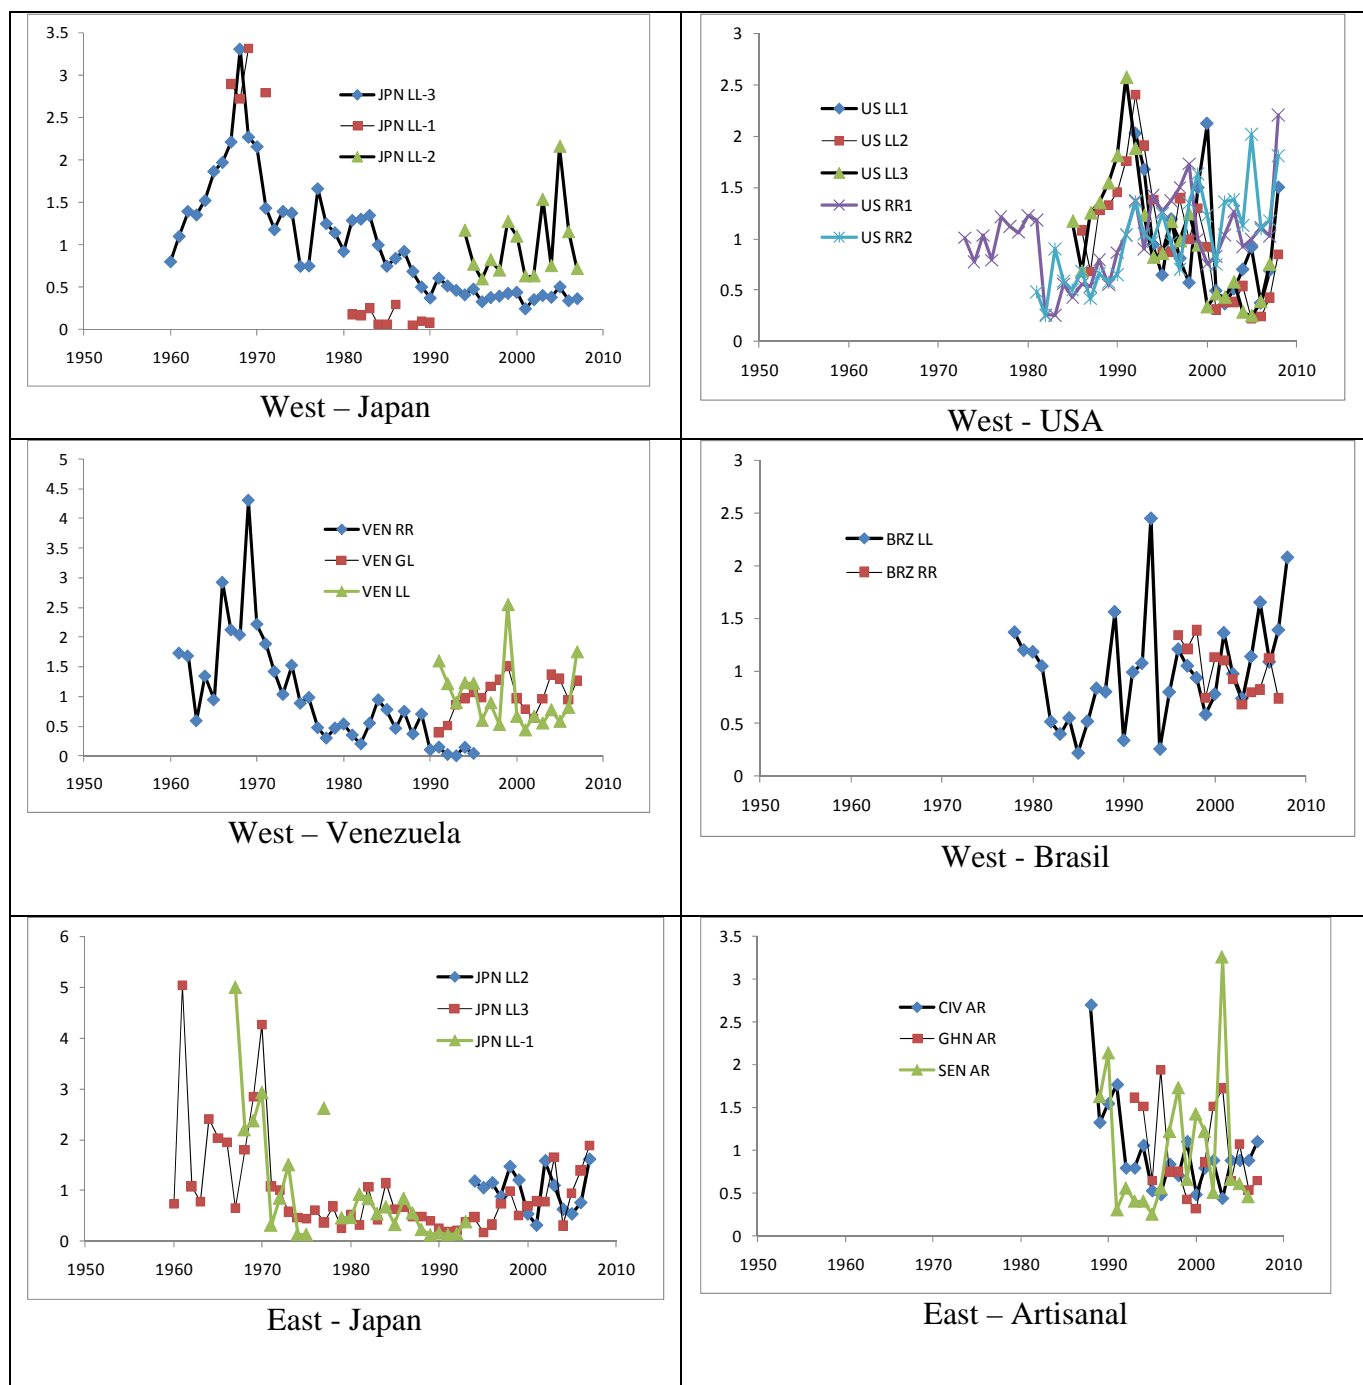 3.5
3
2.5
2
1.5
1
0.5
0
1950 1960 1970 1980 1990 2000 2010
JPN LL-3
JPN LL-1
JPN LL-2
West – Japan
3
2.5
2
1.5
1
0.5
0
1950 1960 1970 1980 1990 2000 2010
US LL1
US LL2
US LL3
US RR1
US RR2
West - USA
5
4.5
4
3.5
3
2.5
2
1.5
1
0.5
0
1950 1960 1970 1980 1990 2000 2010
VEN RR
VEN GL
VEN LL
West – Venezuela
3
2.5
2
1.5
1
0.5
0
1950 1960 1970 1980 1990 2000 2010
BRZ LL
BRZ RR
West - Brasil
6
5
4
3
2
1
0
1950 1960 1970 1980 1990 2000 2010
JPN LL2
JPN LL3
JPN LL-1
East - Japan
3.5
3
2.5
2
1.5
1
0.5
0
1950 1960 1970 1980 1990 2000 2010
CIV AR
GHN AR
SEN AR
East – Artisanal